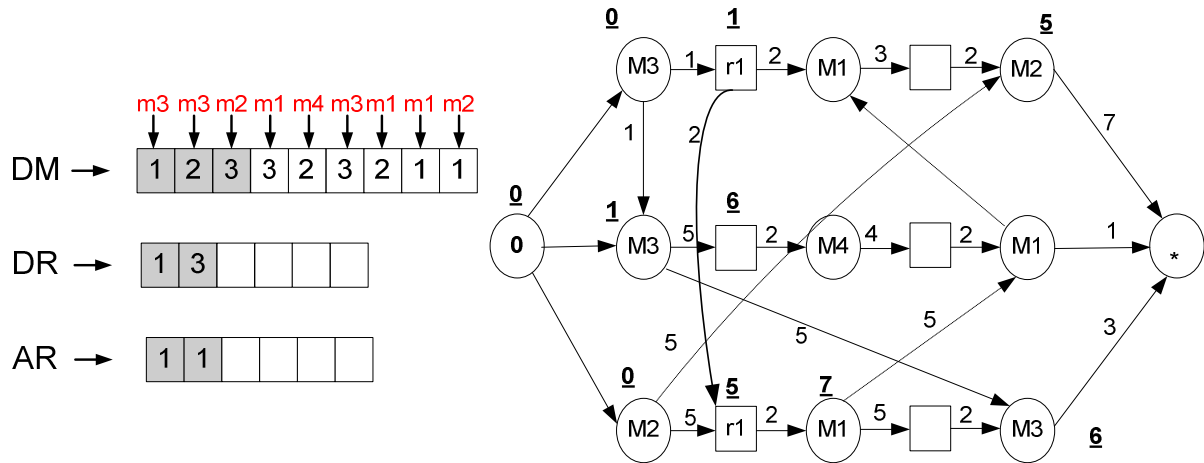 m3 m3 m2 m1 m4 m3 m1 m1 m2
DM 1 2 3 3 2 3 2 1 1
DR 1 3
AR 1 1
0 1 5
M3 1 r1 2 M1 3 2 M2
1 2 7
0 1 6
0 M3 5 2 M4 4 2 M1 1 *
5 5 5 3
0 5 7
M2 5 r1 2 M1 5 2 M3
6